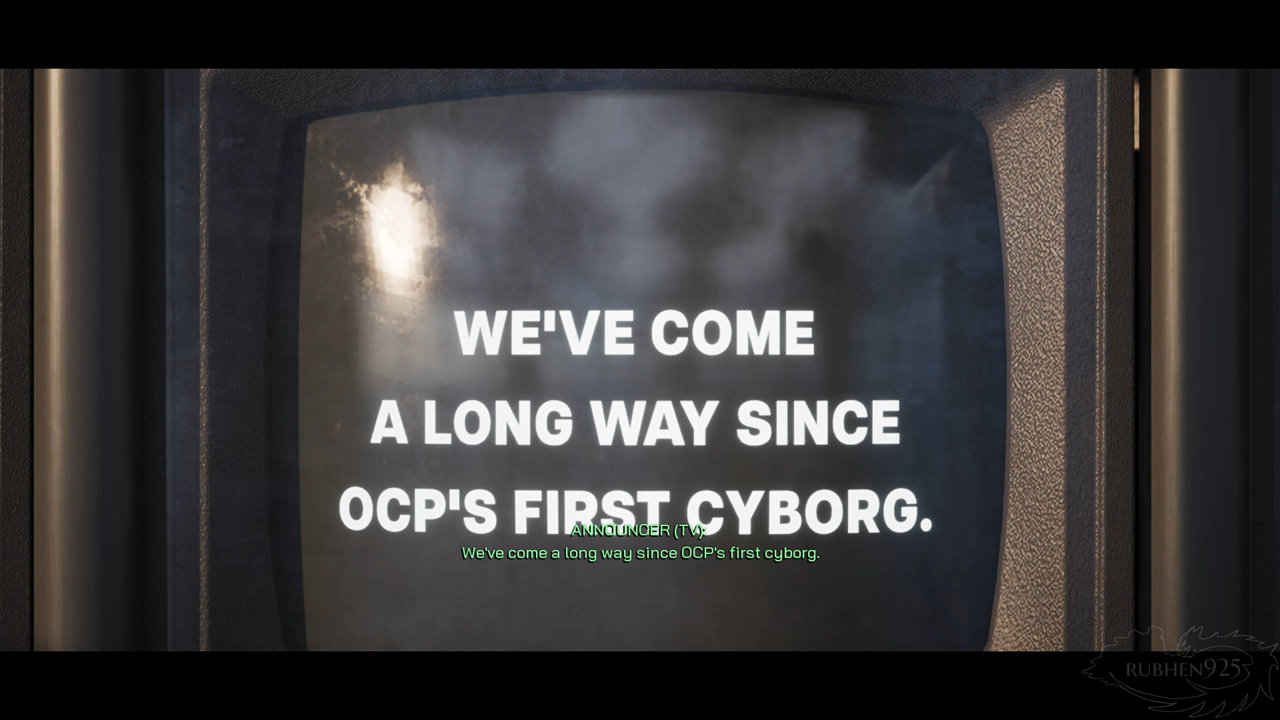 WE'VE COME
A LONG WAY SINCE
OCP'S FIRST CYBORG.
ANNOUNCER (TV):
We've come a long way since OCP's first cyborg.
RUBHEN925